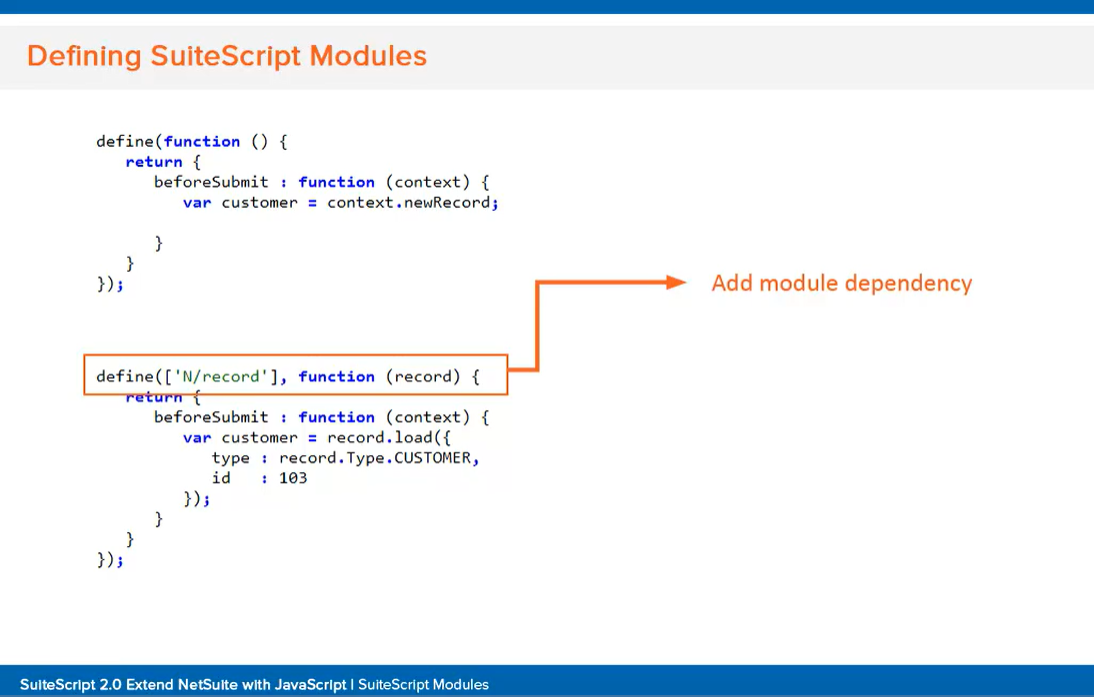 Defining SuiteScript Modules
define(function () {
return {
beforeSubmit : function (context) {
var customer = context.newRecord;
}
}
});
Add module dependency
define(['N/record'], function (record) {
return {
beforeSubmit : function (context) {
var customer = record.load({
type : record.Type.CUSTOMER,
id : 103
});
}
}
});
SuiteScript 2.0 Extend NetSuite with JavaScript | SuiteScript Modules